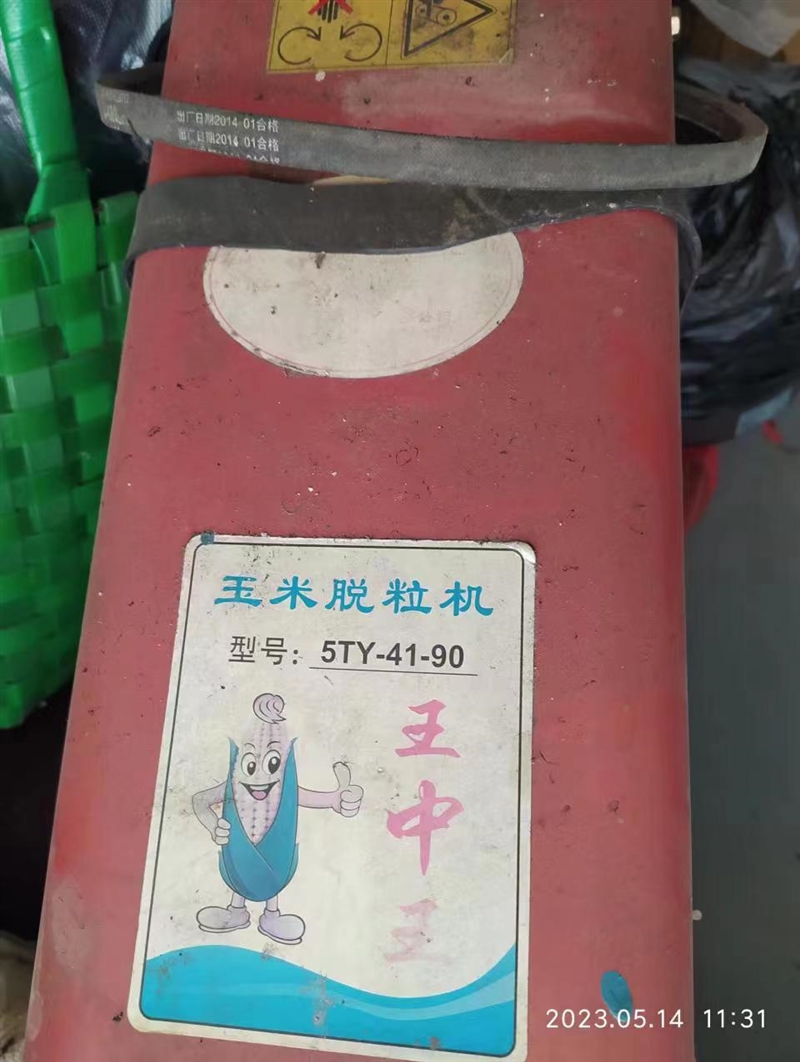 出厂日期2014 01合格
出厂日期2014 01合格
玉米脱粒机
型号：5TY-41-90
王
中
王
2023.05.14 11:31